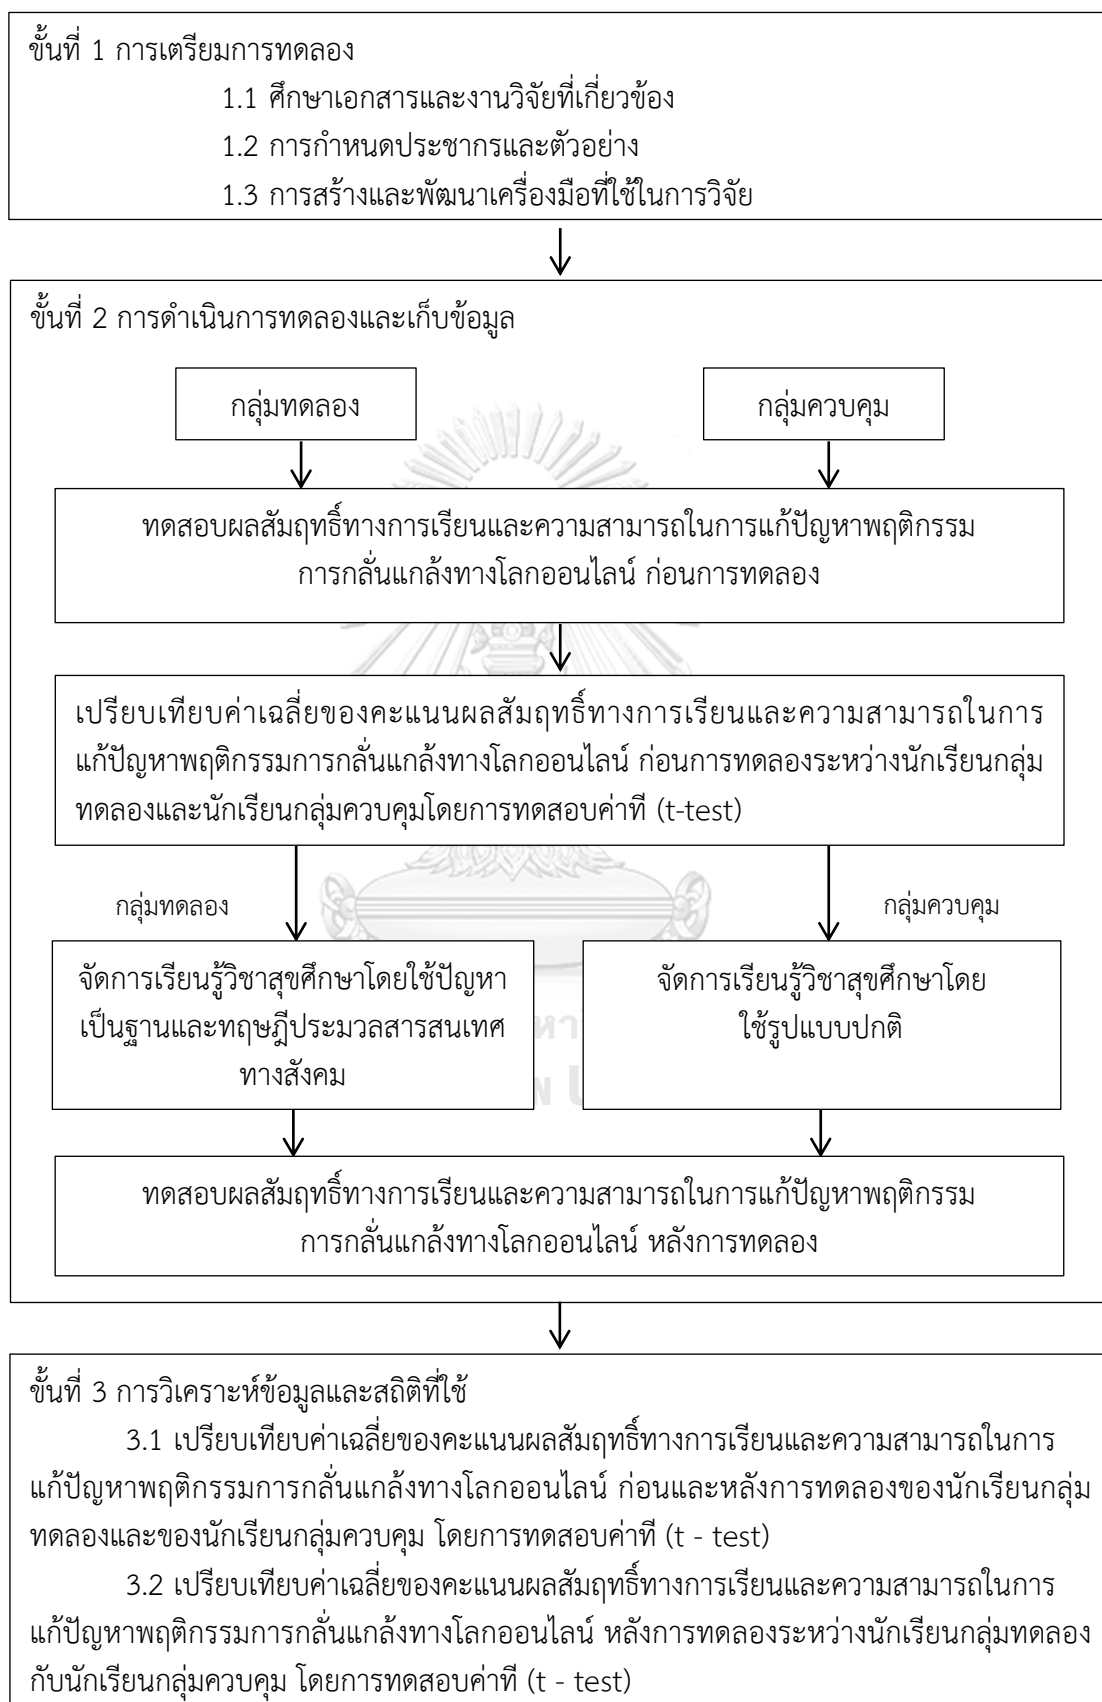 ขั้นที่ 1 การเตรียมการทดลอง
1.1 ศึกษาเอกสารและงานวิจัยที่เกี่ยวข้อง
1.2 การกำหนดประชากรและตัวอย่าง
1.3 การสร้างและพัฒนาเครื่องมือที่ใช้ในการวิจัย
ขั้นที่ 2 การดำเนินการทดลองและเก็บข้อมูล
กลุ่มทดลอง
กลุ่มควบคุม
ทดสอบผลสัมฤทธิ์ทางการเรียนและความสามารถในการแก้ปัญหาพฤติกรรม
การกลั่นแกล้งทางโลกออนไลน์ ก่อนการทดลอง
เปรียบเทียบค่าเฉลี่ยของคะแนนผลสัมฤทธิ์ทางการเรียนและความสามารถในการ
แก้ปัญหาพฤติกรรมการกลั่นแกล้งทางโลกออนไลน์ ก่อนการทดลองระหว่างนักเรียนกลุ่ม
ทดลองและนักเรียนกลุ่มควบคุมโดยการทดสอบค่าที (t-test)
กลุ่มทดลอง
กลุ่มควบคุม
จัดการเรียนรู้วิชาสุขศึกษาโดยใช้ปัญหา
เป็นฐานและทฤษฎีประมวลสารสนเทศ
ทางสังคม
จัดการเรียนรู้วิชาสุขศึกษาโดย
ใช้รูปแบบปกติ
ทดสอบผลสัมฤทธิ์ทางการเรียนและความสามารถในการแก้ปัญหาพฤติกรรม
การกลั่นแกล้งทางโลกออนไลน์ หลังการทดลอง
ขั้นที่ 3 การวิเคราะห์ข้อมูลและสถิติที่ใช้
3.1 เปรียบเทียบค่าเฉลี่ยของคะแนนผลสัมฤทธิ์ทางการเรียนและความสามารถในการ
แก้ปัญหาพฤติกรรมการกลั่นแกล้งทางโลกออนไลน์ ก่อนและหลังการทดลองของนักเรียนกลุ่ม
ทดลองและของนักเรียนกลุ่มควบคุม โดยการทดสอบค่าที (t - test)
3.2 เปรียบเทียบค่าเฉลี่ยของคะแนนผลสัมฤทธิ์ทางการเรียนและความสามารถในการ
แก้ปัญหาพฤติกรรมการกลั่นแกล้งทางโลกออนไลน์ หลังการทดลองระหว่างนักเรียนกลุ่มทดลอง
กับนักเรียนกลุ่มควบคุม โดยการทดสอบค่าที (t - test)